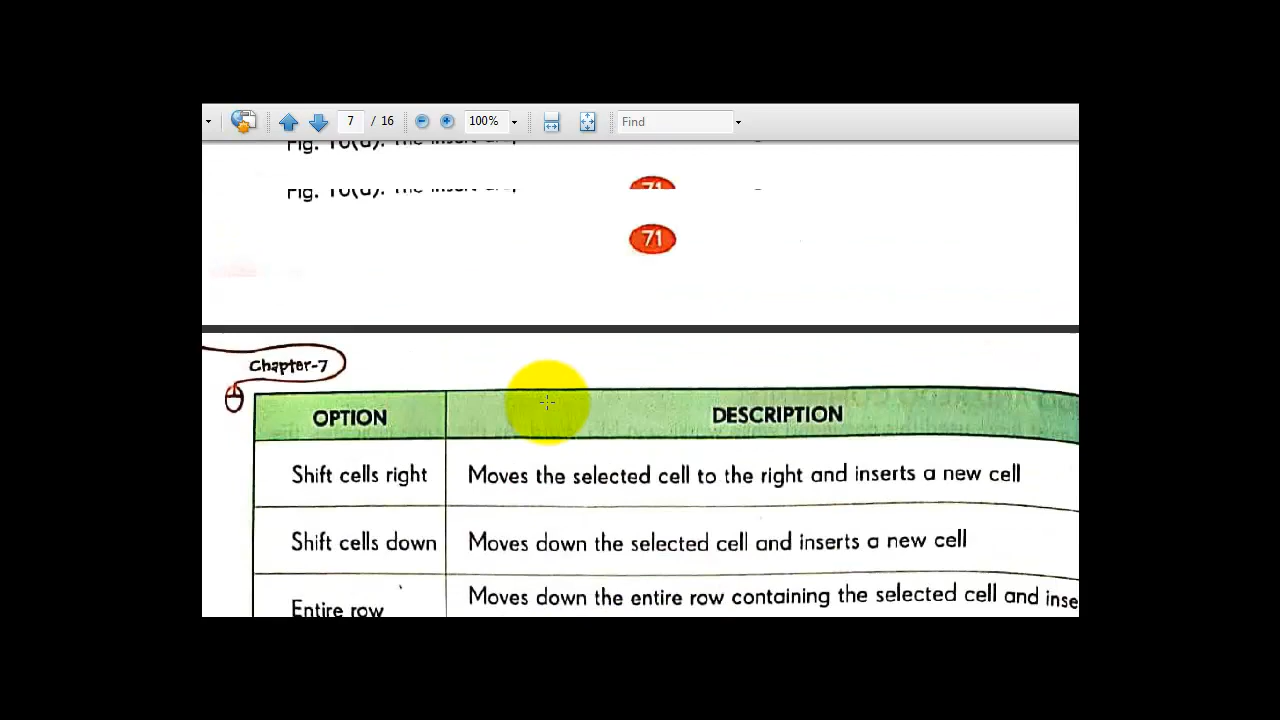 7 / 16 100% Find
71
Chapter-7
OPTION DESCRIPTION
Shift cells right Moves the selected cell to the right and inserts a new cell
Shift cells down Moves down the selected cell and inserts a new cell
Entire row Moves down the entire row containing the selected cell and inse